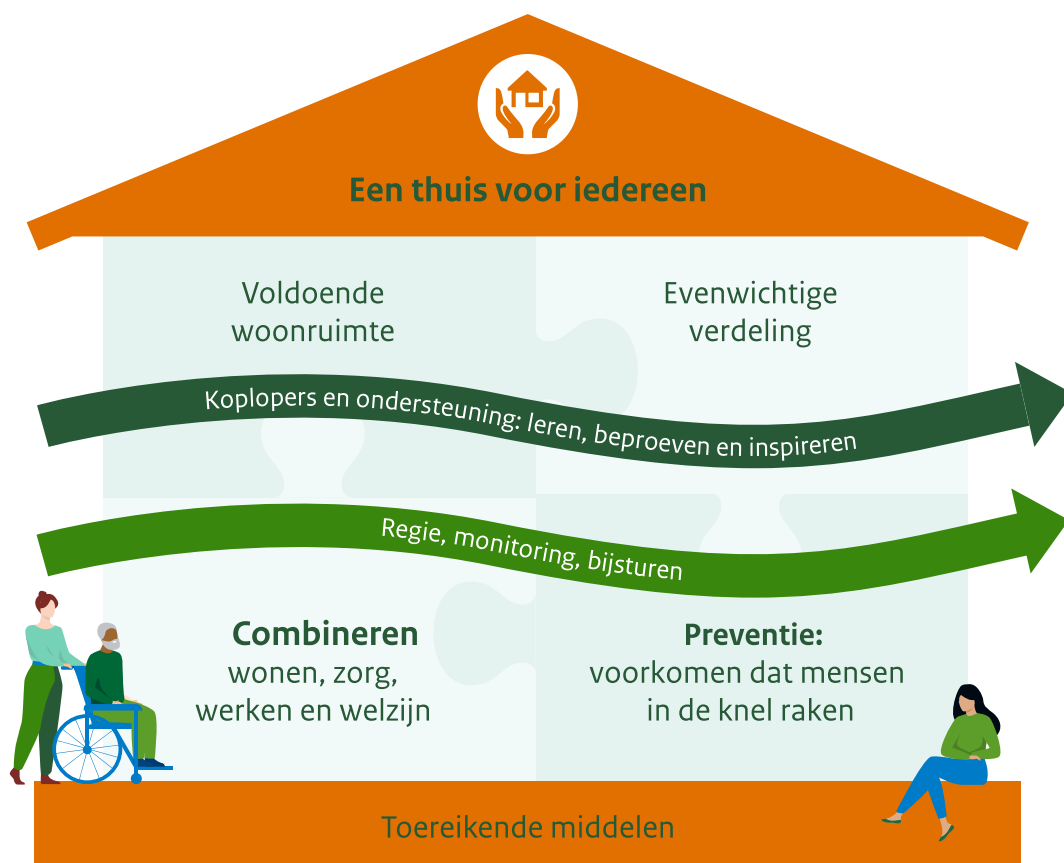 Een thuis voor iedereen
Voldoende
woonruimte
Evenwichtige
verdeling
Koplopers en ondersteuning: leren, beproeven en inspireren
Regie, monitoring, bijsturen
Combineren
wonen, zorg,
werken en welzijn
Preventie:
voorkomen dat mensen
in de knel raken
Toereikende middelen